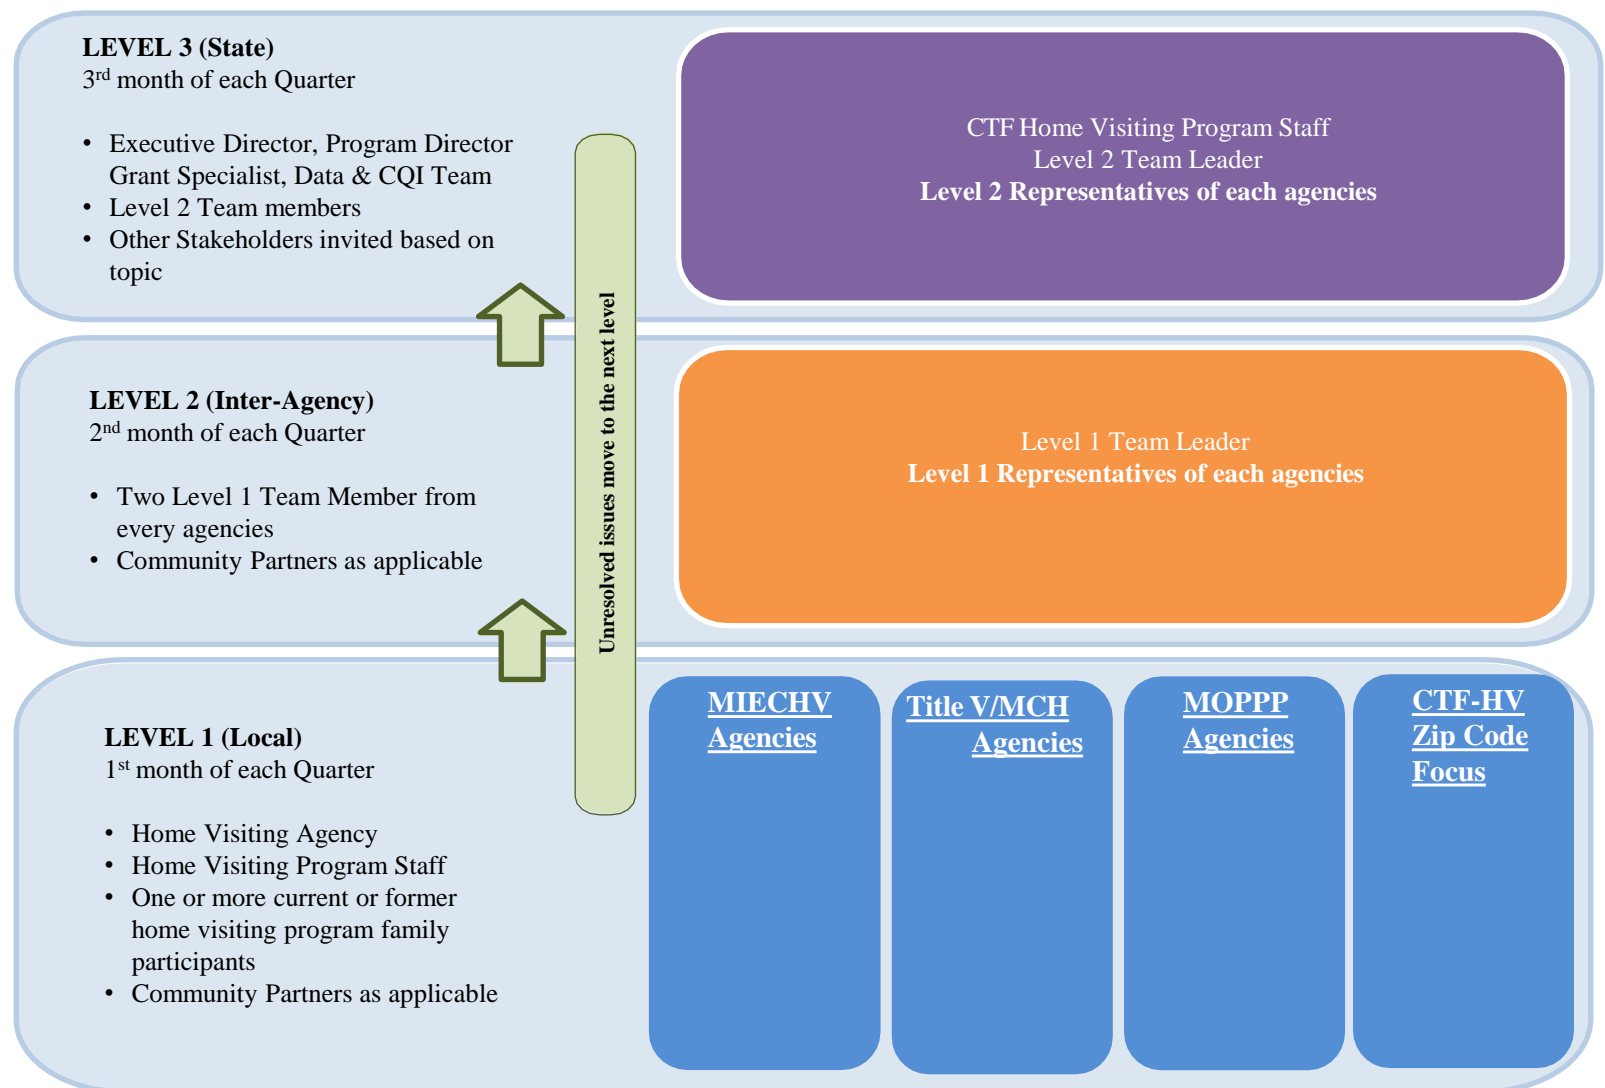 LEVEL 3 (State)
3rd month of each Quarter
• Executive Director, Program Director
Grant Specialist, Data & CQI Team
• Level 2 Team members
• Other Stakeholders invited based on
topic
CTF Home Visiting Program Staff
Level 2 Team Leader
Level 2 Representatives of each agencies
Unresolved issues move to the next level
LEVEL 2 (Inter-Agency)
2nd month of each Quarter
• Two Level 1 Team Member from
every agencies
• Community Partners as applicable
Level 1 Team Leader
Level 1 Representatives of each agencies
LEVEL 1 (Local)
1st month of each Quarter
• Home Visiting Agency
• Home Visiting Program Staff
• One or more current or former
home visiting program family
participants
• Community Partners as applicable
MIECHV
Agencies
Title V/MCH
Agencies
MOPPP
Agencies
CTF-HV
Zip Code
Focus